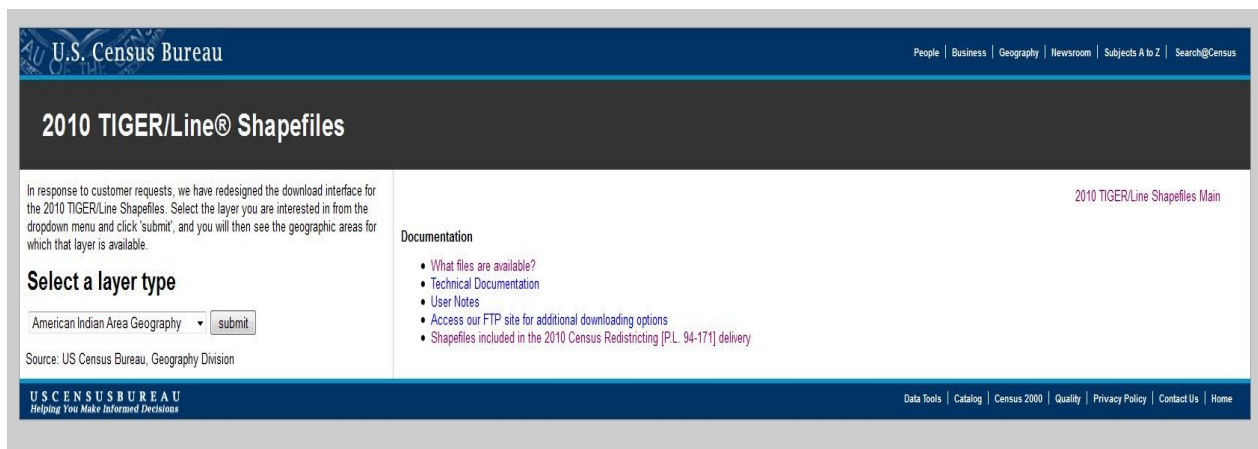 U.S. Census Bureau
People | Business | Geography | Newsroom | Subjects A to Z | Search@Census
2010 TIGER/Line® Shapefiles
In response to customer requests, we have redesigned the download interface for
the 2010 TIGER/Line Shapefiles. Select the layer you are interested in from the
dropdown menu and click 'submit', and you will then see the geographic areas for
which that layer is available.
Select a layer type
American Indian Area Geography submit
Source: US Census Bureau, Geography Division
2010 TIGER/Line Shapefiles Main
Documentation
• What files are available?
• Technical Documentation
• User Notes
• Access our FTP site for additional downloading options
• Shapefiles included in the 2010 Census Redistricting [P.L. 94-171] delivery
USCENSUSBUREAU
Helping You Make Informed Decisions
Data Tools | Catalog | Census 2000 | Quality | Privacy Policy | Contact Us | Home